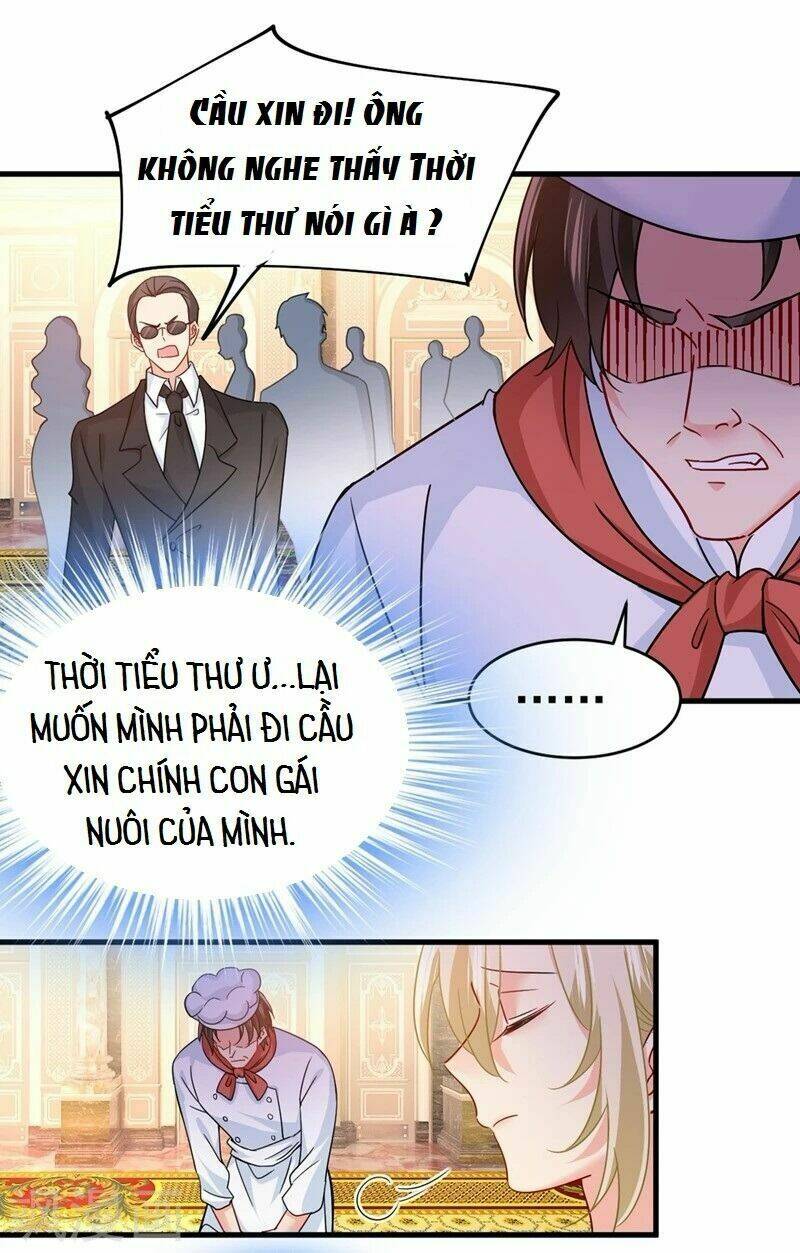 CẦU XIN ĐI! ÔNG
KHÔNG NGHE THẤY THỜI
TIỂU THƯ NÓI GÌ À ?
......
THỜI TIỂU THƯ Ư...LẠI
MUỐN MÌNH PHẢI ĐI CẦU
XIN CHÍNH CON GÁI
NUÔI CỦA MÌNH.